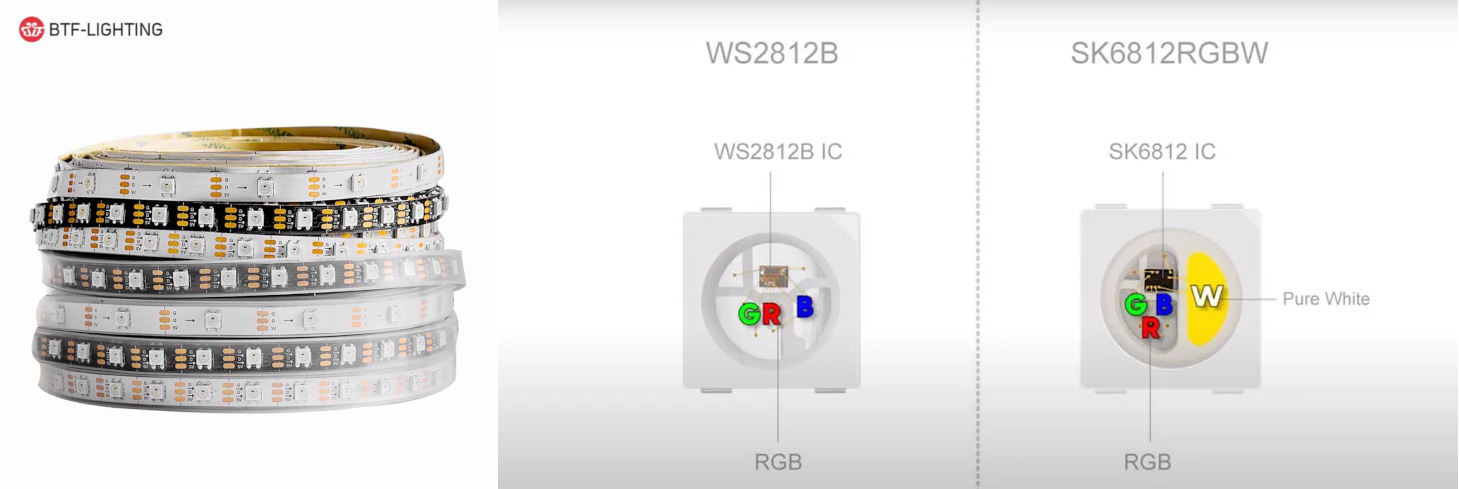 BTF-LIGHTING
WS2812B
SK6812RGBW
WS2812B IC
SK6812 IC
G R B
G B
R
W
Pure White
RGB
RGB